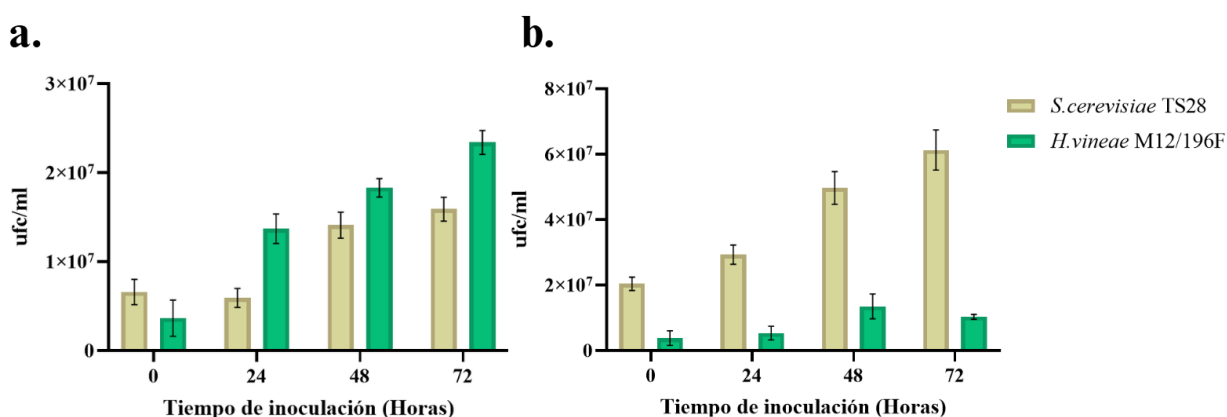 a.
3×10⁷
2×10⁷
1×10⁷
0
ufc/ml
0 24 48 72
Tiempo de inoculación (Horas)
b.
8×10⁷
6×10⁷
4×10⁷
2×10⁷
0
ufc/ml
0 24 48 72
Tiempo de inoculación (Horas)
S.cerevisiae TS28
H.vineae M12/196F